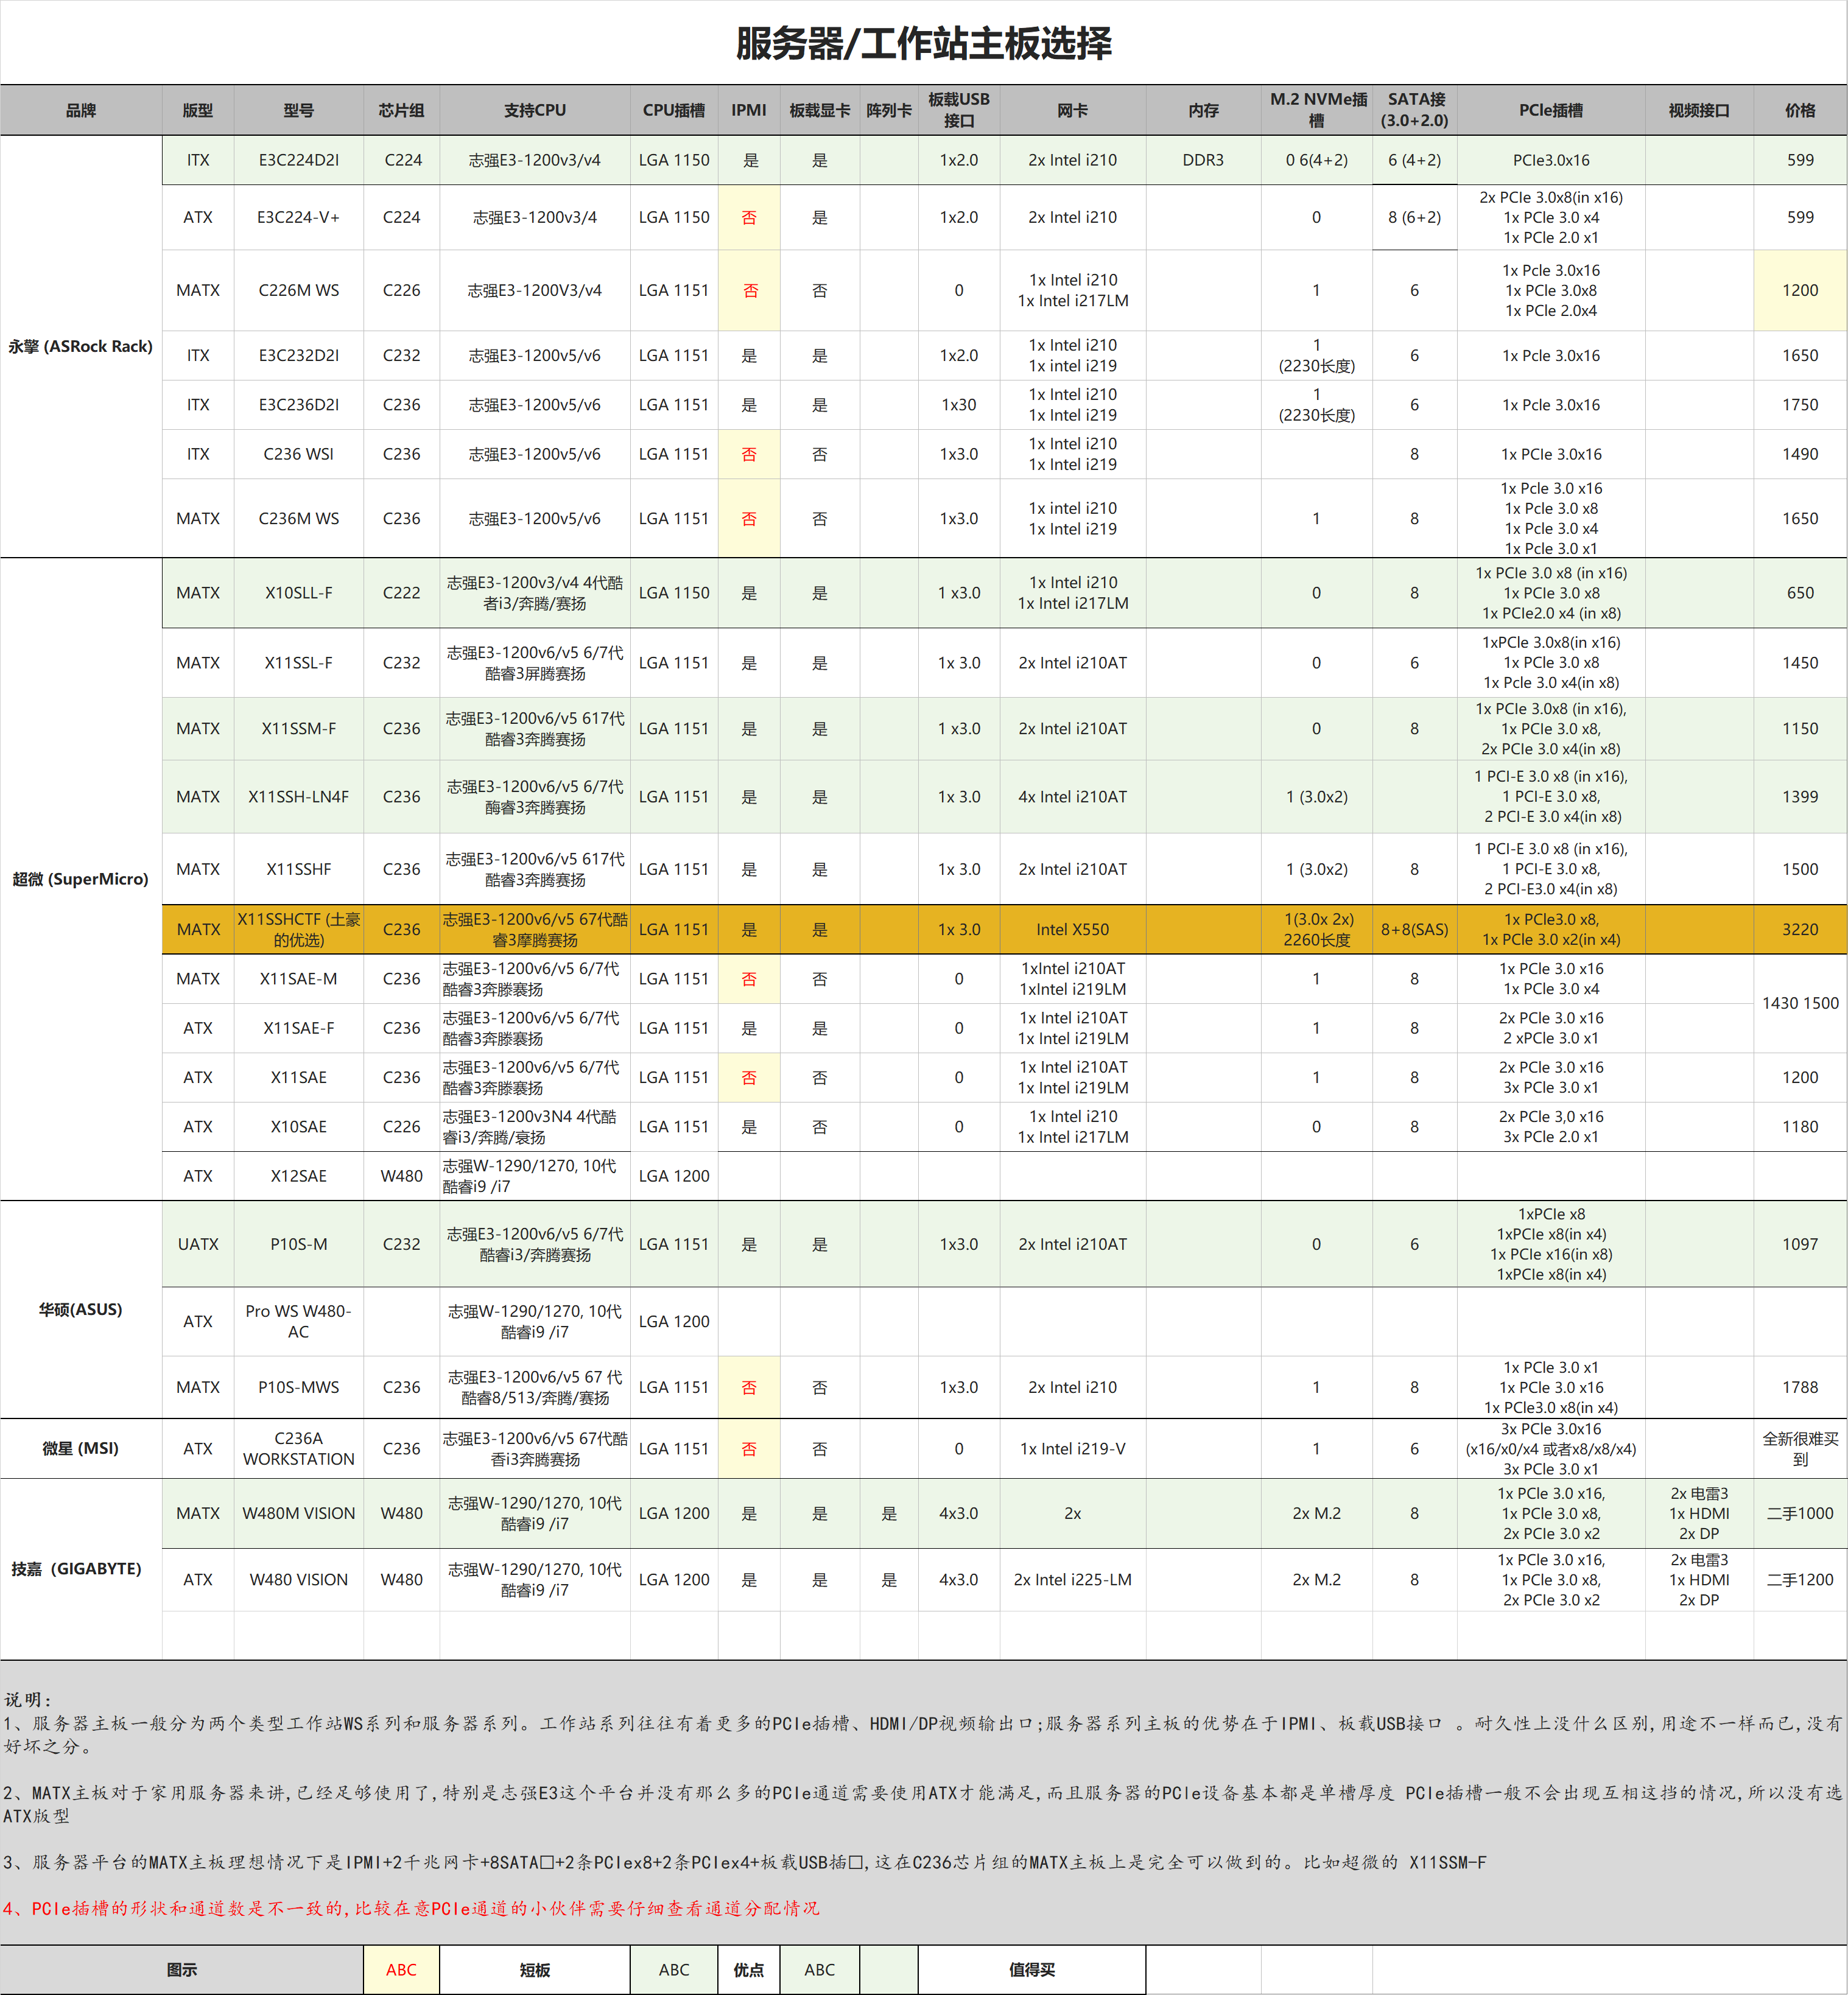 服务器/工作站主板选择
品牌 版型 型号 芯片组 支持CPU CPU插槽 IPMI 板载显卡 阵列卡 板载USB接口 网卡 内存 M.2 NVMe插槽 SATA接(3.0+2.0) PCIe插槽 视频接口 价格
永擎 (ASRock Rack)
ITX E3C224D2I C224 志强E3-1200v3/v4 LGA 1150 是 是 1x2.0 2x Intel i210 DDR3 0 6(4+2) 6 (4+2) PCIe3.0x16 599
ATX E3C224-V+ C224 志强E3-1200v3/4 LGA 1150 否 是 1x2.0 2x Intel i210 0 8 (6+2) 2x PCIe 3.0x8(in x16) 1x PCIe 3.0 x4 1x PCIe 2.0 x1 599
MATX C226M WS C226 志强E3-1200V3/v4 LGA 1151 否 否 0 1x Intel i210 1x Intel i217LM 1 6 1x Pcle 3.0x16 1x PCIe 3.0x8 1x PCIe 2.0x4 1200
ITX E3C232D2I C232 志强E3-1200v5/v6 LGA 1151 是 是 1x2.0 1x Intel i210 1x intel i219 1 (2230长度) 6 1x Pcle 3.0x16 1650
ITX E3C236D2I C236 志强E3-1200v5/v6 LGA 1151 是 是 1x30 1x Intel i210 1x Intel i219 1 (2230长度) 6 1x Pcle 3.0x16 1750
ITX C236 WSI C236 志强E3-1200v5/v6 LGA 1151 否 否 1x3.0 1x Intel i210 1x Intel i219 8 1x PCIe 3.0x16 1490
MATX C236M WS C236 志强E3-1200v5/v6 LGA 1151 否 否 1x3.0 1x intel i210 1x Intel i219 1 8 1x Pcle 3.0 x16 1x PCIe 3.0 x8 1x PCIe 3.0 x4 1x Pcle 3.0 x1 1650
超微 (SuperMicro)
MATX X10SLL-F C222 志强E3-1200v3/v4 4代酷者i3/奔腾/赛扬 LGA 1150 是 是 1 x3.0 1x Intel i210 1x Intel i217LM 0 8 1x PCIe 3.0 x8 (in x16) 1x PCIe 3.0 x8 1x PCIe2.0 x4 (in x8) 650
MATX X11SSL-F C232 志强E3-1200v6/v5 6/7代酷睿3屏腾赛扬 LGA 1151 是 是 1x 3.0 2x Intel i210AT 0 6 1xPCIe 3.0x8(in x16) 1x PCIe 3.0 x8 1x Pcle 3.0 x4(in x8) 1450
MATX X11SSM-F C236 志强E3-1200v6/v5 617代酷睿3奔腾赛扬 LGA 1151 是 是 1 x3.0 2x Intel i210AT 0 8 1x PCIe 3.0x8 (in x16), 1x PCIe 3.0 x8, 2x PCIe 3.0 x4(in x8) 1150
MATX X11SSH-LN4F C236 志强E3-1200v6/v5 6/7代酶睿3奔腾赛扬 LGA 1151 是 是 1x 3.0 4x Intel i210AT 1 (3.0x2) 1 PCI-E 3.0 x8 (in x16), 1 PCI-E 3.0 x8, 2 PCI-E 3.0 x4(in x8) 1399
MATX X11SSHF C236 志强E3-1200v6/v5 617代酷睿3奔腾赛扬 LGA 1151 是 是 1x 3.0 2x Intel i210AT 1 (3.0x2) 8 1 PCI-E 3.0 x8 (in x16), 1 PCI-E 3.0 x8, 2 PCI-E3.0 x4(in x8) 1500
MATX X11SSHCTF (土豪的优选) C236 志强E3-1200v6/v5 67代酷睿3摩腾赛扬 LGA 1151 是 是 1x 3.0 Intel X550 1(3.0x 2x) 2260长度 8+8(SAS) 1x PCIe3.0 x8, 1x PCIe 3.0 x2(in x4) 3220
MATX X11SAE-M C236 志强E3-1200v6/v5 6/7代酷睿3奔滕赛扬 LGA 1151 否 否 0 1xIntel i210AT 1xIntel i219LM 1 8 1x PCIe 3.0 x16 1x PCIe 3.0 x4 1430 1500
ATX X11SAE-F C236 志强E3-1200v6/v5 6/7代酷睿3奔滕赛扬 LGA 1151 是 是 0 1x Intel i210AT 1x Intel i219LM 1 8 2x PCIe 3.0 x16 2 xPCIe 3.0 x1
ATX X11SAE C236 志强E3-1200v6/v5 6/7代酷睿3奔滕赛扬 LGA 1151 否 否 0 1x Intel i210AT 1x Intel i219LM 1 8 2x PCIe 3.0 x16 3x PCIe 3.0 x1 1200
ATX X10SAE C226 志强E3-1200v3N4 4代酷睿i3/奔腾/衰扬 LGA 1151 是 否 0 1x Intel i210 1x Intel i217LM 0 8 2x PCIe 3,0 x16 3x PCIe 2.0 x1 1180
ATX X12SAE W480 志强W-1290/1270, 10代酷睿i9 /i7 LGA 1200
华硕(ASUS)
UATX P10S-M C232 志强E3-1200v6/v5 6/7代酷睿i3/奔腾赛扬 LGA 1151 是 是 1x3.0 2x Intel i210AT 0 6 1xPCIe x8 1xPCIe x8(in x4) 1x PCIe x16(in x8) 1xPCIe x8(in x4) 1097
ATX Pro WS W480-AC 志强W-1290/1270, 10代酷睿i9 /i7 LGA 1200
MATX P10S-MWS C236 志强E3-1200v6/v5 67 代酷睿8/513/奔腾/赛扬 LGA 1151 否 否 1x3.0 2x Intel i210 1 8 1x PCIe 3.0 x1 1x PCIe 3.0 x16 1x PCIe3.0 x8(in x4) 1788
微星 (MSI)
ATX C236A WORKSTATION C236 志强E3-1200v6/v5 67代酷香i3奔腾赛扬 LGA 1151 否 否 0 1x Intel i219-V 1 6 3x PCIe 3.0x16 (x16/x0/x4 或者x8/x8/x4) 3x PCIe 3.0 x1 全新很难买到
技嘉（GIGABYTE)
MATX W480M VISION W480 志强W-1290/1270, 10代酷睿i9 /i7 LGA 1200 是 是 是 4x3.0 2x 2x M.2 8 1x PCIe 3.0 x16, 1x PCIe 3.0 x8, 2x PCIe 3.0 x2 2x 电雷3 1x HDMI 2x DP 二手1000
ATX W480 VISION W480 志强W-1290/1270, 10代酷睿i9 /i7 LGA 1200 是 是 是 4x3.0 2x Intel i225-LM 2x M.2 8 1x PCIe 3.0 x16, 1x PCIe 3.0 x8, 2x PCIe 3.0 x2 2x 电雷3 1x HDMI 2x DP 二手1200
说明：
1、服务器主板一般分为两个类型工作站WS系列和服务器系列。工作站系列往往有着更多的PCIe插槽、HDMI/DP视频输出口;服务器系列主板的优势在于IPMI、板载USB接口 。耐久性上没什么区别,用途不一样而已,没有
好坏之分。
2、MATX主板对于家用服务器来讲,已经足够使用了,特别是志强E3这个平台并没有那么多的PCIe通道需要使用ATX才能满足,而且服务器的PCIe设备基本都是单槽厚度 PCIe插槽一般不会出现互相这挡的情况,所以没有选
ATX版型
3、服务器平台的MATX主板理想情况下是IPMI+2千兆网卡+8SATA口+2条PCIex8+2条PCIex4+板载USB插口,这在C236芯片组的MATX主板上是完全可以做到的。比如超微的 X11SSM-F
4、PCIe插槽的形状和通道数是不一致的,比较在意PCIe通道的小伙伴需要仔细查看通道分配情况
图示 ABC 短板 ABC 优点 ABC 值得买